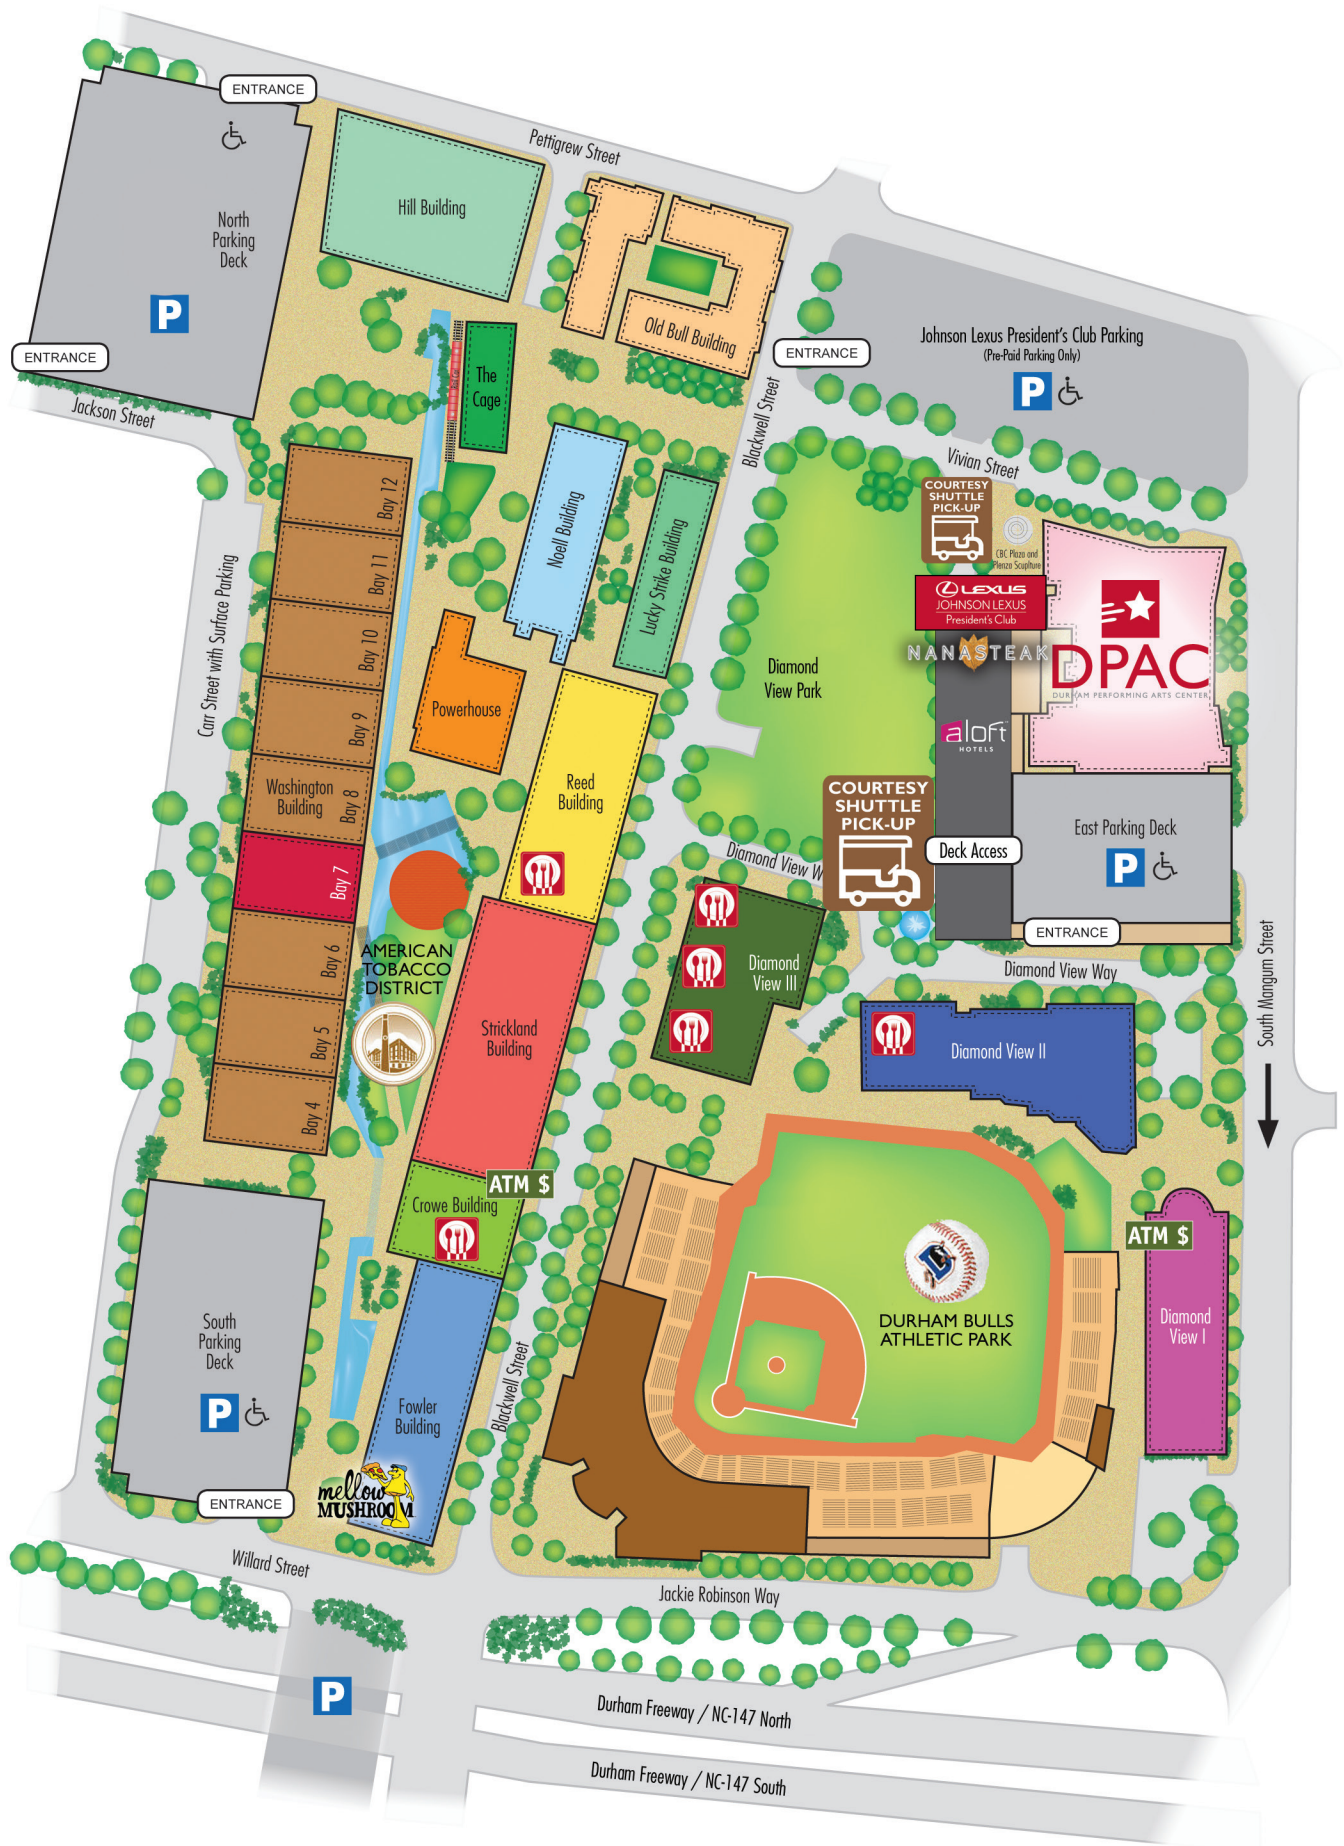 ENTRANCE
Pettigrew Street
Hill Building
North
Parking
Deck
P
ENTRANCE
Jackson Street
Old Bull Building
The
Cage
ENTRANCE
Johnson Lexus President's Club Parking
(Pre-Paid Parking Only)
P
Blackwell Street
Vivian Street
COURTESY
SHUTTLE
PICK-UP
CBC Plaza and
Plenza Sculpture
LEXUS
JOHNSON LEXUS
President's Club
NANASTEAK
DPAC
DURHAM PERFORMING ARTS CENTER
aloft
HOTELS
Bay 12
Bay 11
Bay 10
Bay 9
Washington
Building
Bay 8
Bay 7
Bay 6
Bay 5
Bay 4
Carr Street with Surface Parking
Noell Building
Lucky Strike Building
Powerhouse
Reed
Building
Diamond
View Park
COURTESY
SHUTTLE
PICK-UP
Deck Access
East Parking Deck
P
ENTRANCE
Diamond View W
Diamond View Way
South Mangum Street
AMERICAN
TOBACCO
DISTRICT
Strickland
Building
Diamond
View III
Diamond View II
ATM $
Crowe Building
ATM $
Diamond
View I
D
DURHAM BULLS
ATHLETIC PARK
South
Parking
Deck
P
ENTRANCE
Fowler
Building
mellow
MUSHROOM
Blackwell Street
Willard Street
Jackie Robinson Way
P
Durham Freeway / NC-147 North
Durham Freeway / NC-147 South